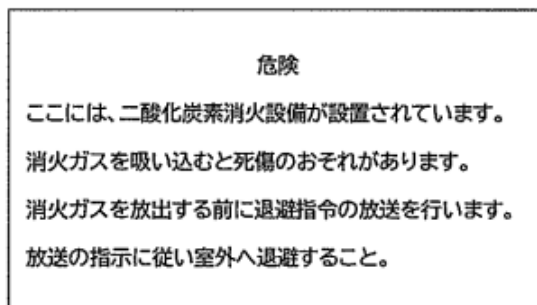 危険
ここには、二酸化炭素消火設備が設置されています。
消火ガスを吸い込むと死傷のおそれがあります。
消火ガスを放出する前に退避指令の放送を行います。
放送の指示に従い室外へ退避すること。